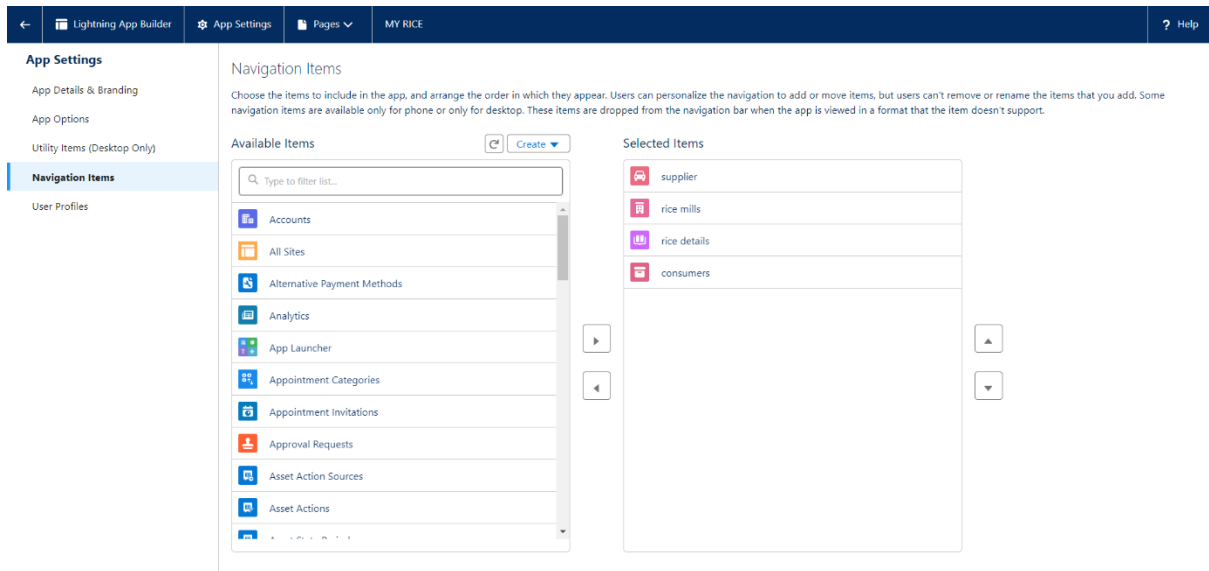 Lightning App Builder
App Settings
Pages
MY RICE
? Help
App Settings
App Details & Branding
App Options
Utility Items (Desktop Only)
Navigation Items
User Profiles
Navigation Items
Choose the items to include in the app, and arrange the order in which they appear. Users can personalize the navigation to add or move items, but users can't remove or rename the items that you add. Some
navigation items are available only for phone or only for desktop. These items are dropped from the navigation bar when the app is viewed in a format that the item doesn't support.
Available Items
Create
Type to filter list...
Accounts
All Sites
Alternative Payment Methods
Analytics
App Launcher
Appointment Categories
Appointment Invitations
Approval Requests
Asset Action Sources
Asset Actions
Selected Items
supplier
rice mills
rice details
consumers